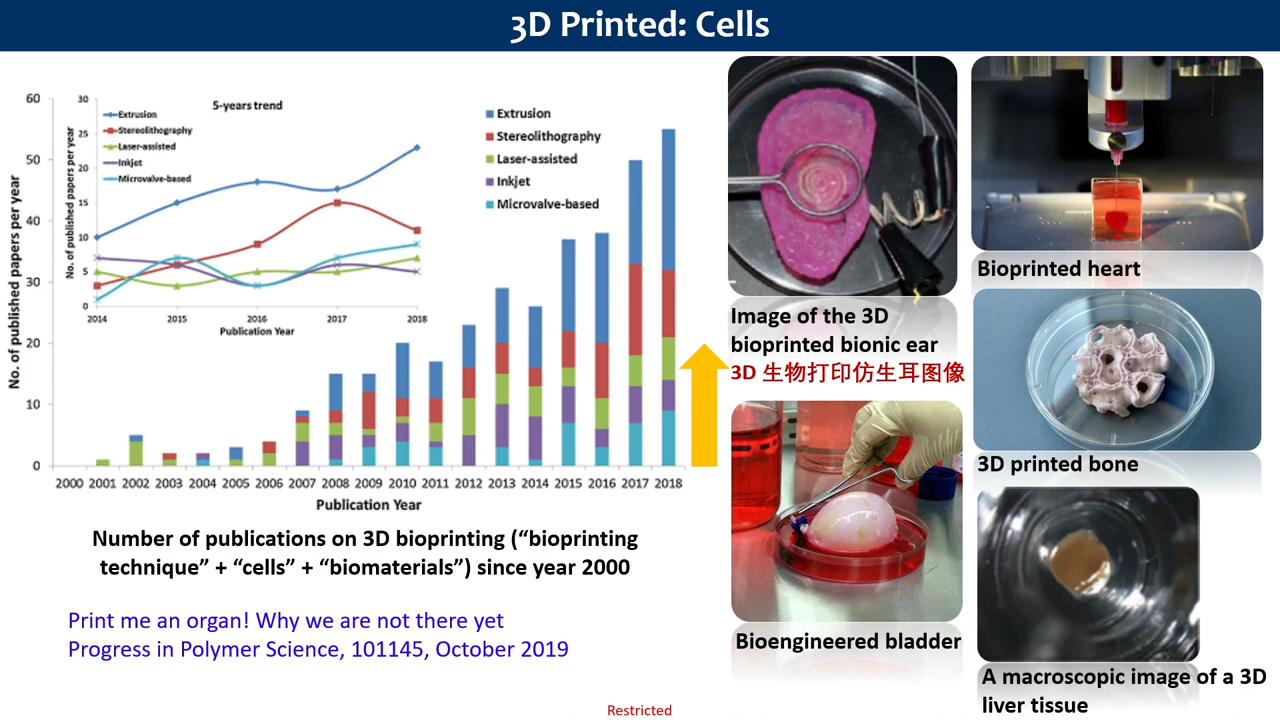 3D Printed: Cells
No. of published papers per year
60
50
40
30
20
10
0
2000 2001 2002 2003 2004 2005 2006 2007 2008 2009 2010 2011 2012 2013 2014 2015 2016 2017 2018
Publication Year
Extrusion
Stereolithography
Laser-assisted
Inkjet
Microvalve-based
5-years trend
No. of published papers per year
30
25
20
15
10
5
0
Extrusion
Stereolithography
Laser-assisted
Inkjet
Microvalve-based
2014 2015 2016 2017 2018
Publication Year
Number of publications on 3D bioprinting (“bioprinting
technique” + “cells” + “biomaterials”) since year 2000
Print me an organ! Why we are not there yet
Progress in Polymer Science, 101145, October 2019
Image of the 3D
bioprinted bionic ear
3D 生物打印仿生耳图像
Bioengineered bladder
Bioprinted heart
3D printed bone
A macroscopic image of a 3D
liver tissue
Restricted